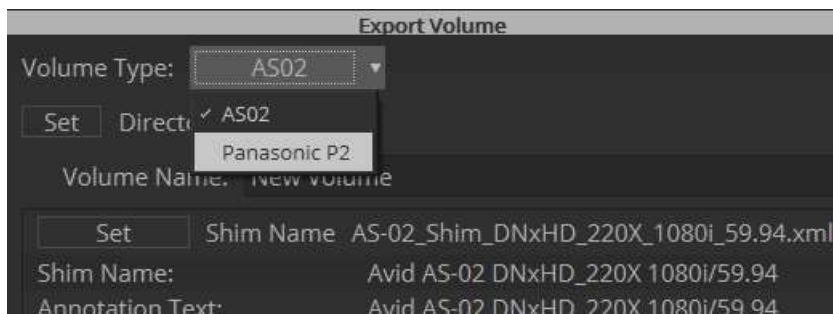 Export Volume
Volume Type: AS02
Set Directo
✓ AS02
Panasonic P2
Volume Name: New Volume
Set Shim Name AS-02_Shim_DNxHD_220X_1080i_59.94.xml
Shim Name: Avid AS-02 DNxHD_220X 1080i/59.94
Annotation Text: Avid AS-02 DNxHD_220X 1080i/59.94